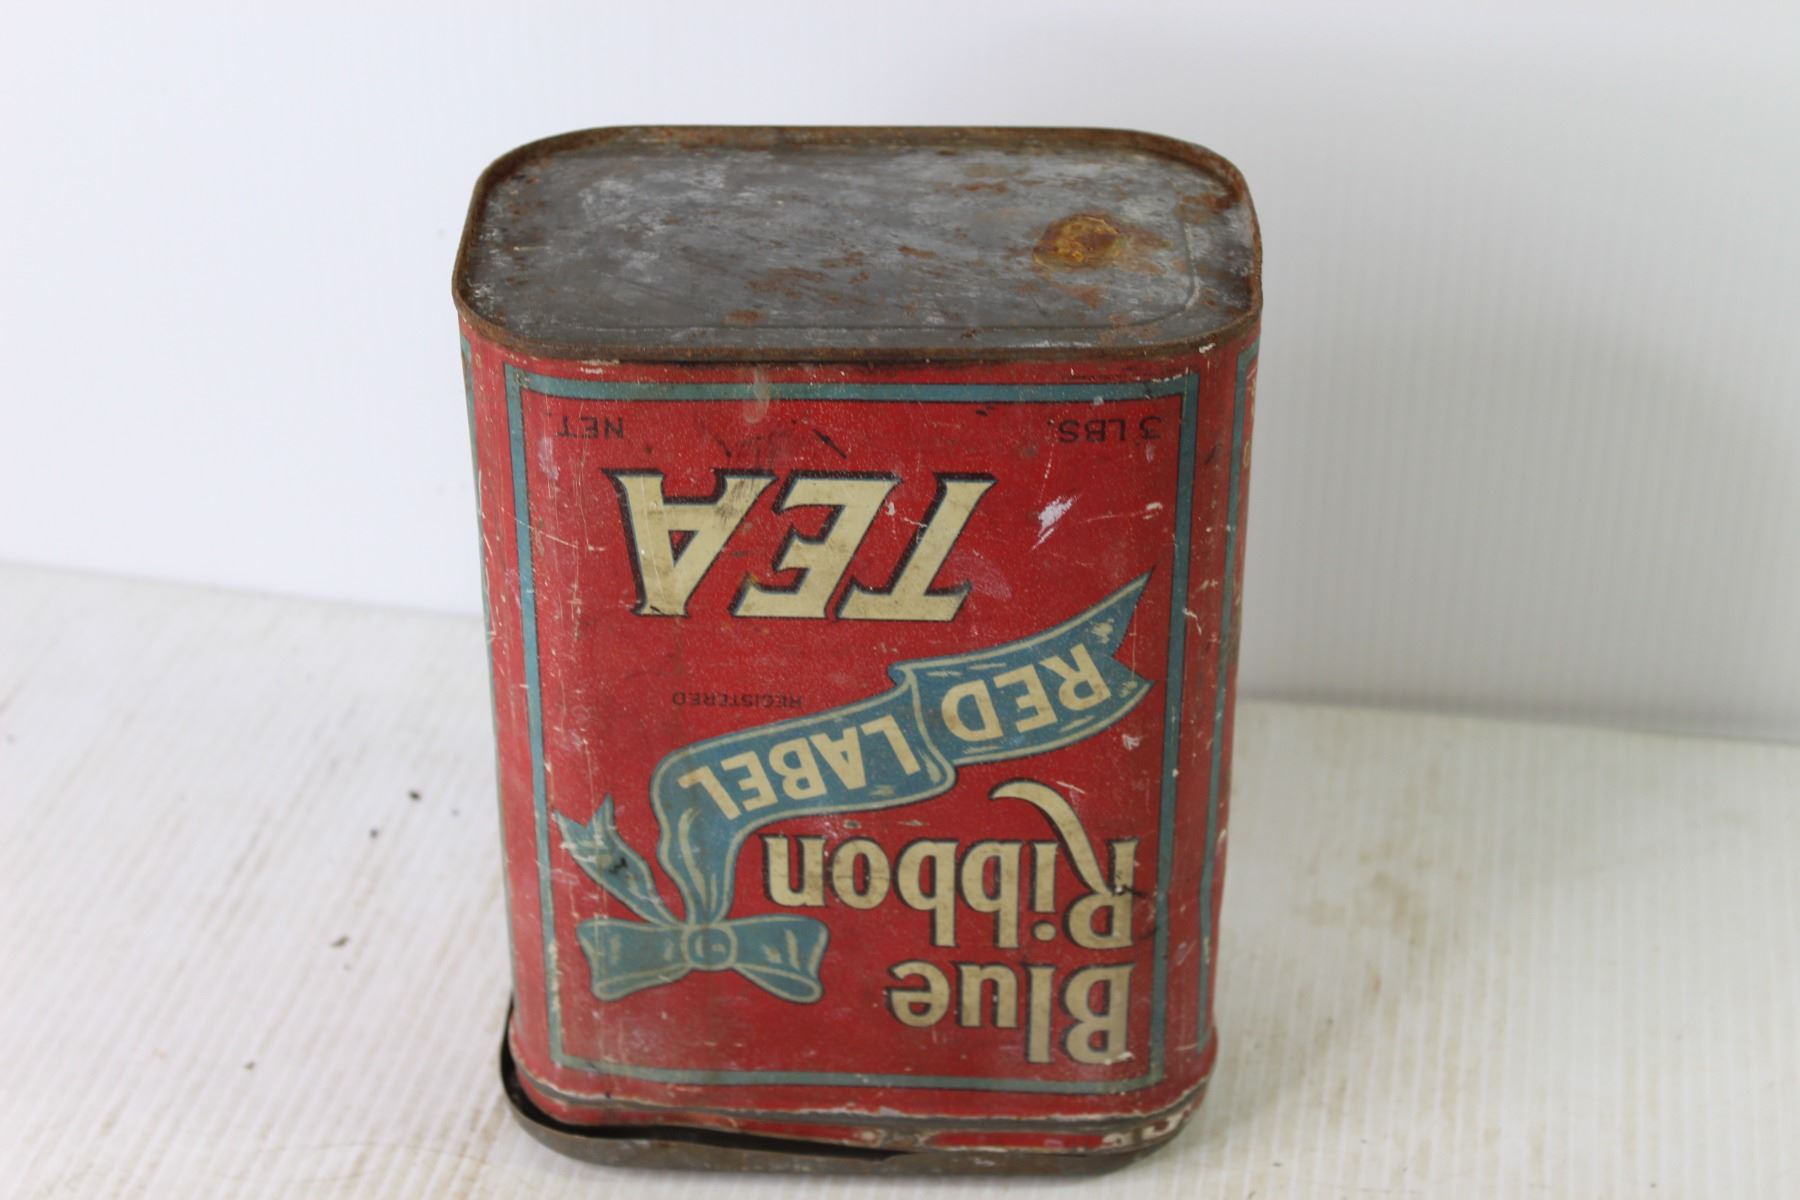 Blue
Ribbon
RED LABEL
REGISTERED
TEA
3 LBS. NET.